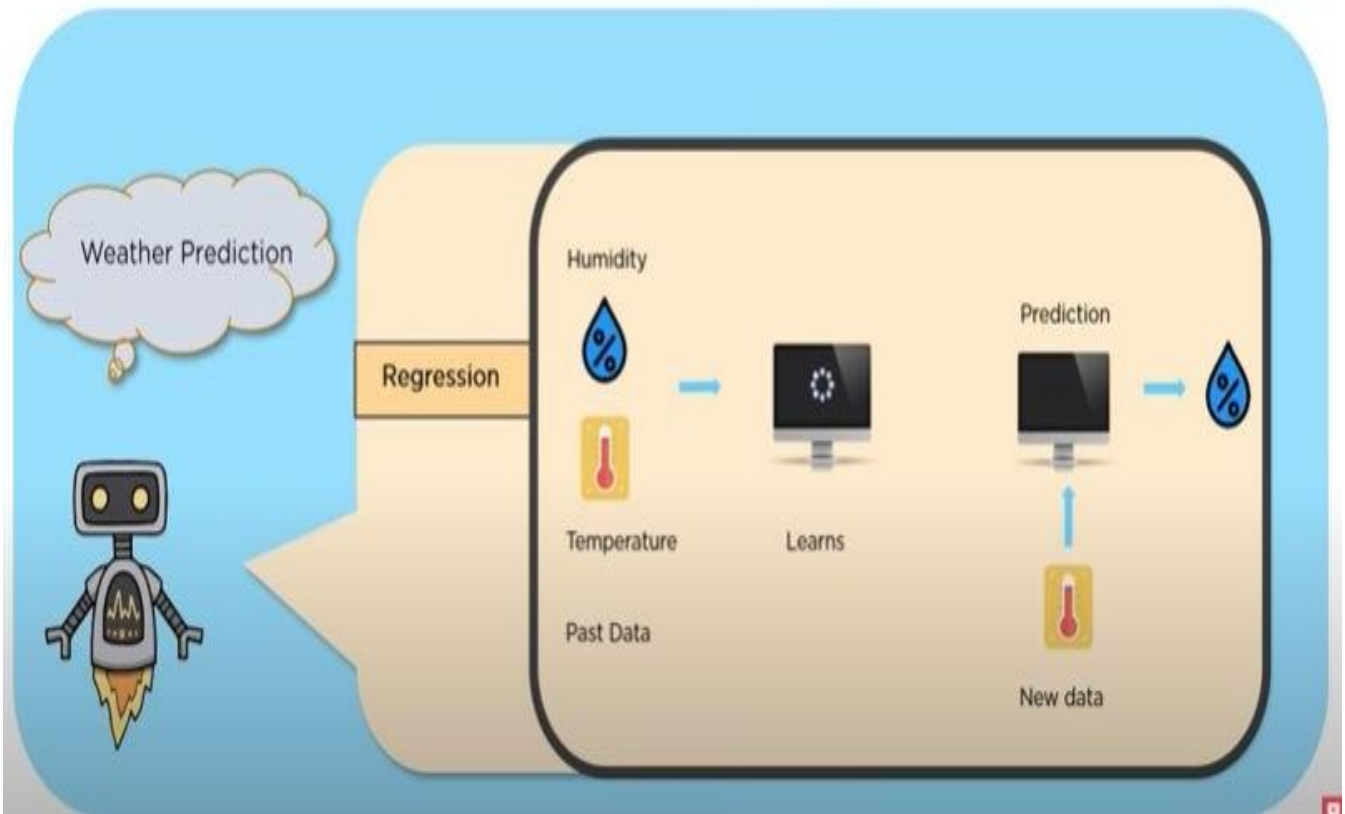 Weather Prediction
Regression
Humidity
Temperature
Past Data
Learns
Prediction
New data